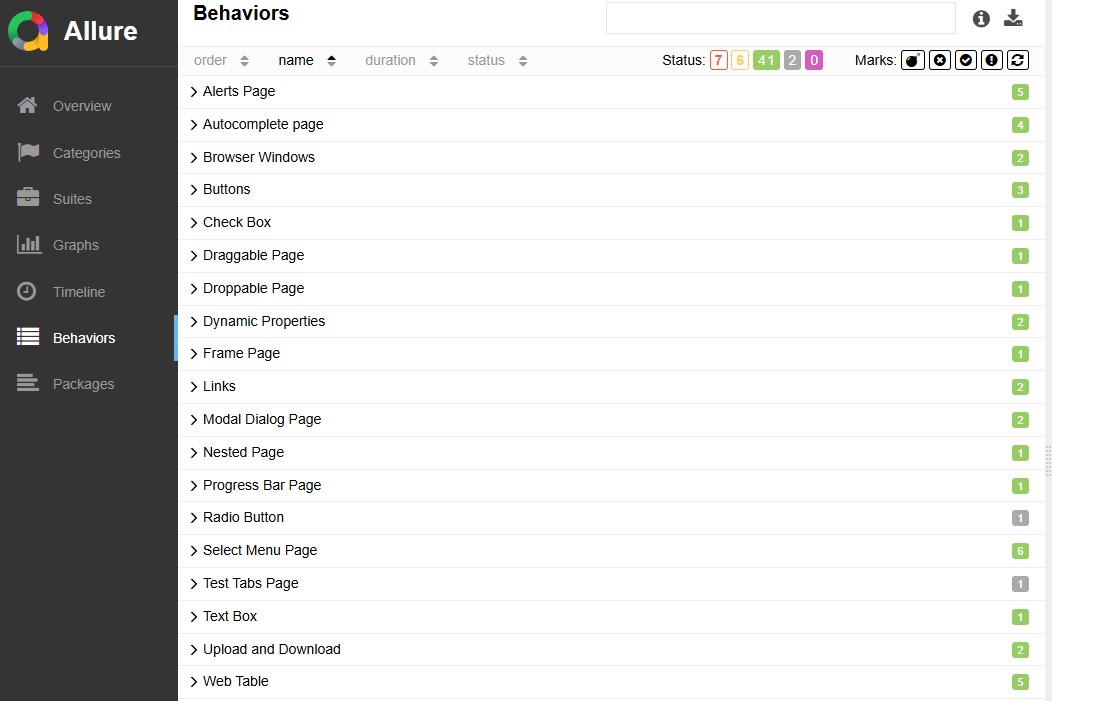 Allure
Overview
Categories
Suites
Graphs
Timeline
Behaviors
Packages
Behaviors
order name duration status Status: 7 6 41 2 0 Marks:
Alerts Page 5
Autocomplete page 4
Browser Windows 2
Buttons 3
Check Box 1
Draggable Page 1
Droppable Page 1
Dynamic Properties 2
Frame Page 1
Links 2
Modal Dialog Page 2
Nested Page 1
Progress Bar Page 1
Radio Button 1
Select Menu Page 6
Test Tabs Page 1
Text Box 1
Upload and Download 2
Web Table 5